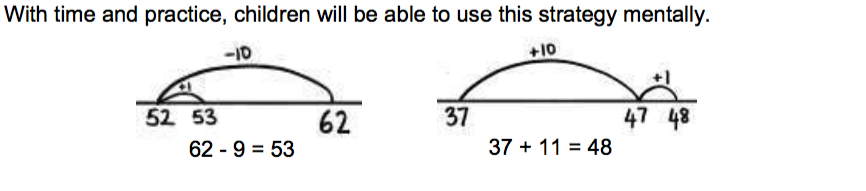 With time and practice, children will be able to use this strategy mentally.
-10
+1
52 53 62
62 - 9 = 53
+10
+1
37 47 48
37 + 11 = 48